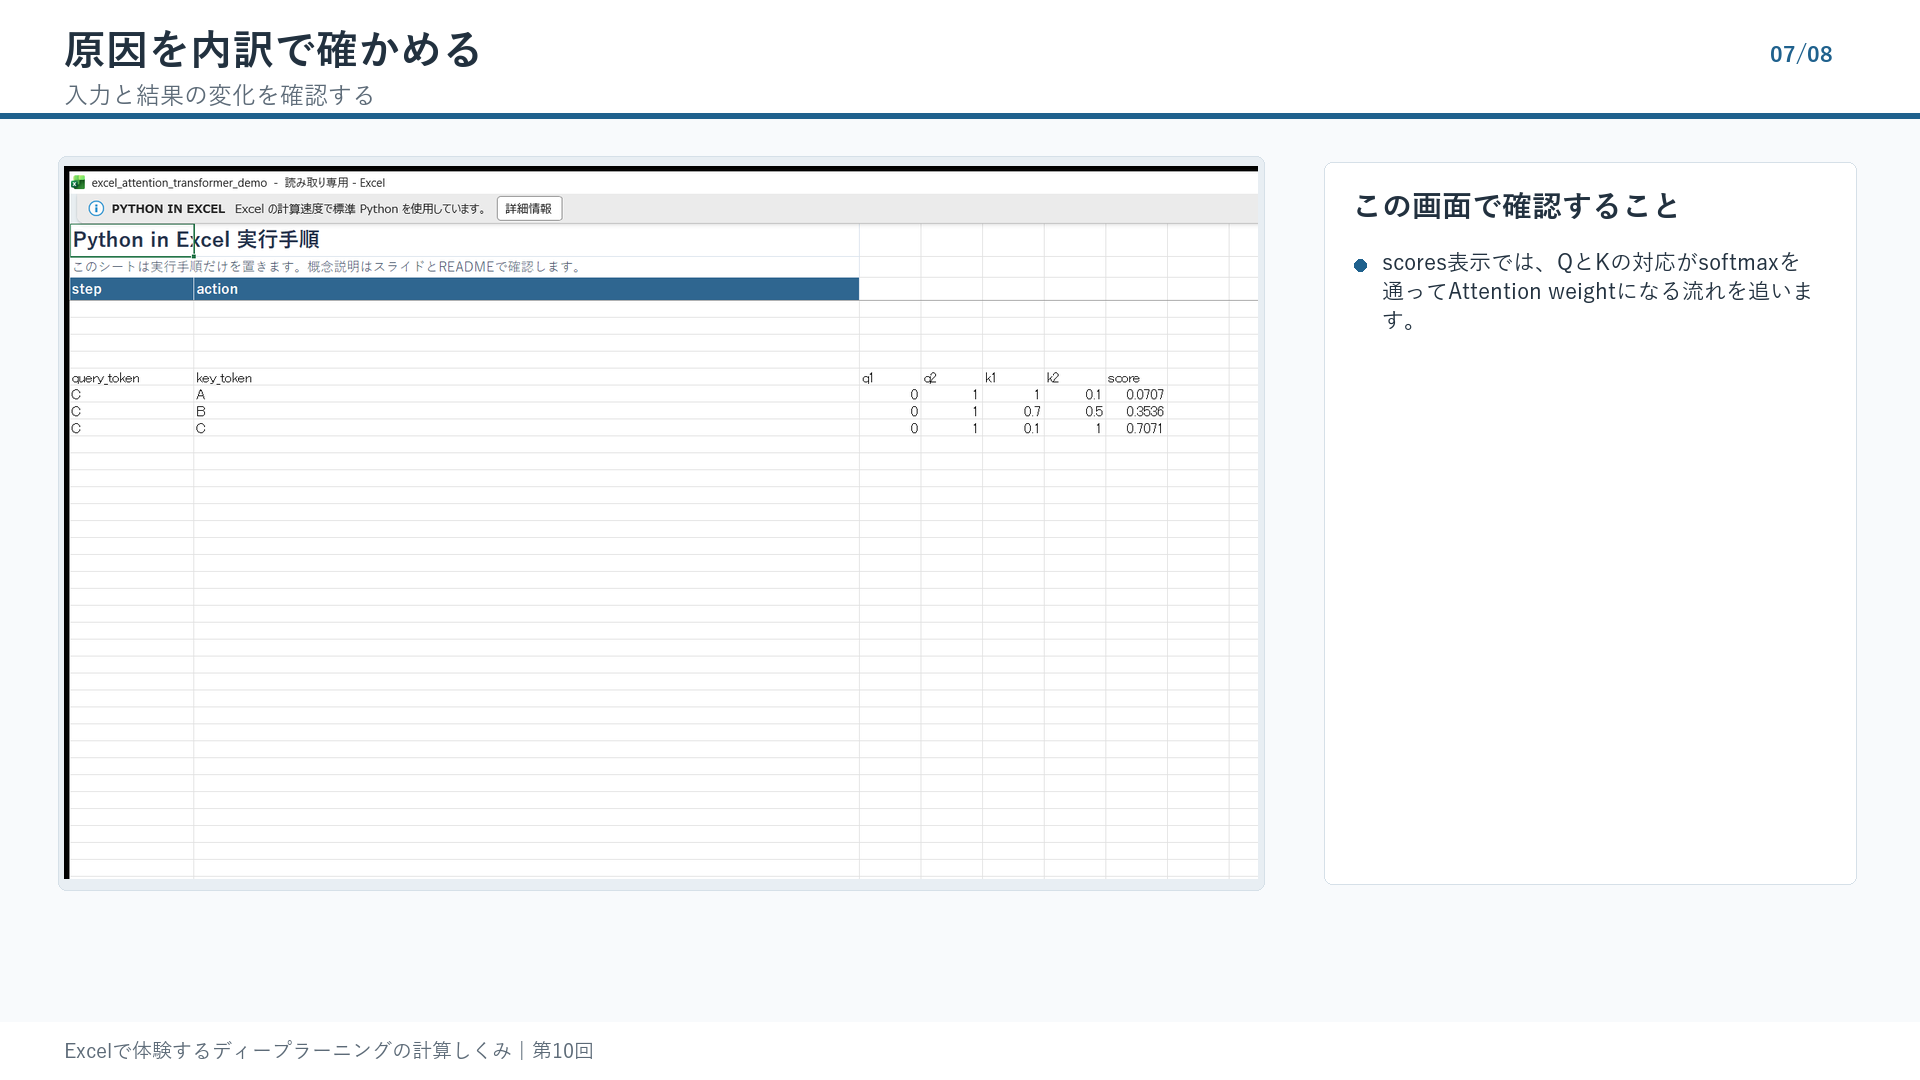 原因を内訳で確かめる
07/08
入力と結果の変化を確認する
excel_attention_transformer_demo - 読み取り専用 - Excel
PYTHON IN EXCEL Excel の計算速度で標準 Python を使用しています。 詳細情報
Python in Excel 実行手順
このシートは実行手順だけを置きます。概念説明はスライドとREADMEで確認します。
step action
query_token key_token q1 q2 k1 k2 score
C A 0 1 1 0.1 0.0707
C B 0 1 0.7 0.5 0.3536
C C 0 1 0.1 1 0.7071
この画面で確認すること
scores表示では、QとKの対応がsoftmaxを
通ってAttention weightになる流れを追いま
す。
Excelで体験するディープラーニングの計算しくみ｜第10回